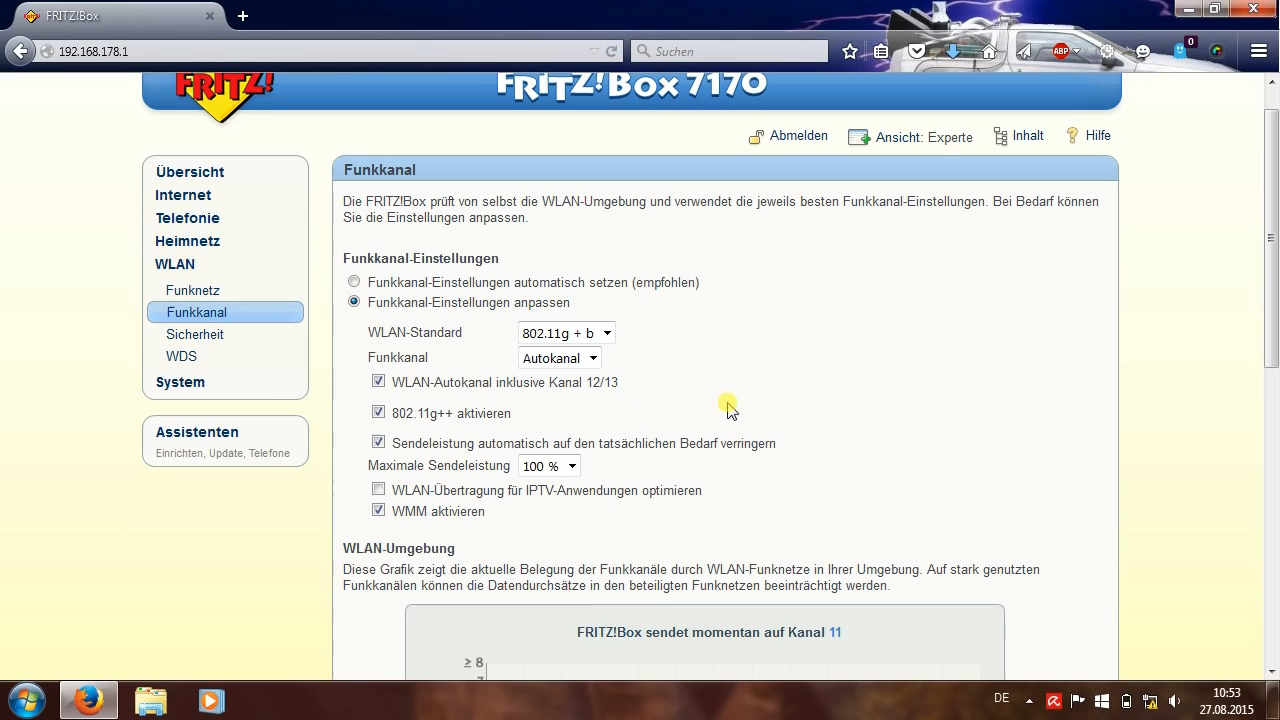 FRITZ!Box
192.168.178.1
Suchen
ABP
0
FRITZ!
FRITZ!Box 7170
Abmelden
Ansicht: Experte
Inhalt
Hilfe
Übersicht
Internet
Telefonie
Heimnetz
WLAN
Funknetz
Funkkanal
Sicherheit
WDS
System
Assistenten
Einrichten, Update, Telefone
Funkkanal
Die FRITZ!Box prüft von selbst die WLAN-Umgebung und verwendet die jeweils besten Funkkanal-Einstellungen. Bei Bedarf können
Sie die Einstellungen anpassen.
Funkkanal-Einstellungen
Funkkanal-Einstellungen automatisch setzen (empfohlen)
Funkkanal-Einstellungen anpassen
WLAN-Standard 802.11g + b
Funkkanal Autokanal
WLAN-Autokanal inklusive Kanal 12/13
802.11g++ aktivieren
Sendeleistung automatisch auf den tatsächlichen Bedarf verringern
Maximale Sendeleistung 100 %
WLAN-Übertragung für IPTV-Anwendungen optimieren
WMM aktivieren
WLAN-Umgebung
Diese Grafik zeigt die aktuelle Belegung der Funkkanäle durch WLAN-Funknetze in Ihrer Umgebung. Auf stark genutzten
Funkkanälen können die Datendurchsätze in den beteiligten Funknetzen beeinträchtigt werden.
FRITZ!Box sendet momentan auf Kanal 11
≥ 8
7
DE
10:53
27.08.2015